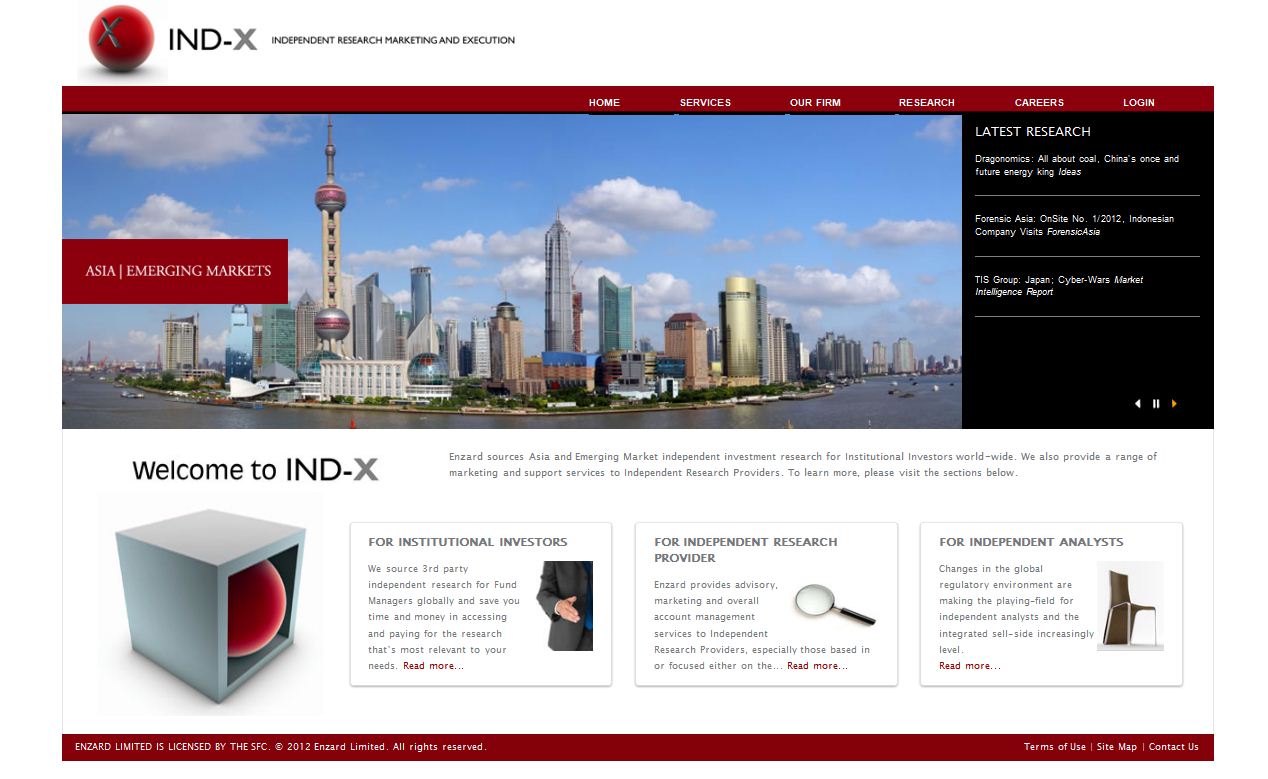 X
IND-X INDEPENDENT RESEARCH MARKETING AND EXECUTION
HOME SERVICES OUR FIRM RESEARCH CAREERS LOGIN
ASIA | EMERGING MARKETS
LATEST RESEARCH
Dragonomics: All about coal, China's once and
future energy king Ideas
Forensic Asia: OnSite No. 1/2012, Indonesian
Company Visits ForensicAsia
TIS Group: Japan; Cyber-Wars Market
Intelligence Report
Welcome to IND-X
Enzard sources Asia and Emerging Market independent investment research for Institutional Investors world-wide. We also provide a range of
marketing and support services to Independent Research Providers. To learn more, please visit the sections below.
FOR INSTITUTIONAL INVESTORS
We source 3rd party
independent research for Fund
Managers globally and save you
time and money in accessing
and paying for the research
that's most relevant to your
needs. Read more...
FOR INDEPENDENT RESEARCH
PROVIDER
Enzard provides advisory,
marketing and overall
account management
services to Independent
Research Providers, especially those based in
or focused either on the... Read more...
FOR INDEPENDENT ANALYSTS
Changes in the global
regulatory environment are
making the playing-field for
independent analysts and the
integrated sell-side increasingly
level.
Read more...
ENZARD LIMITED IS LICENSED BY THE SFC. © 2012 Enzard Limited. All rights reserved.
Terms of Use | Site Map | Contact Us